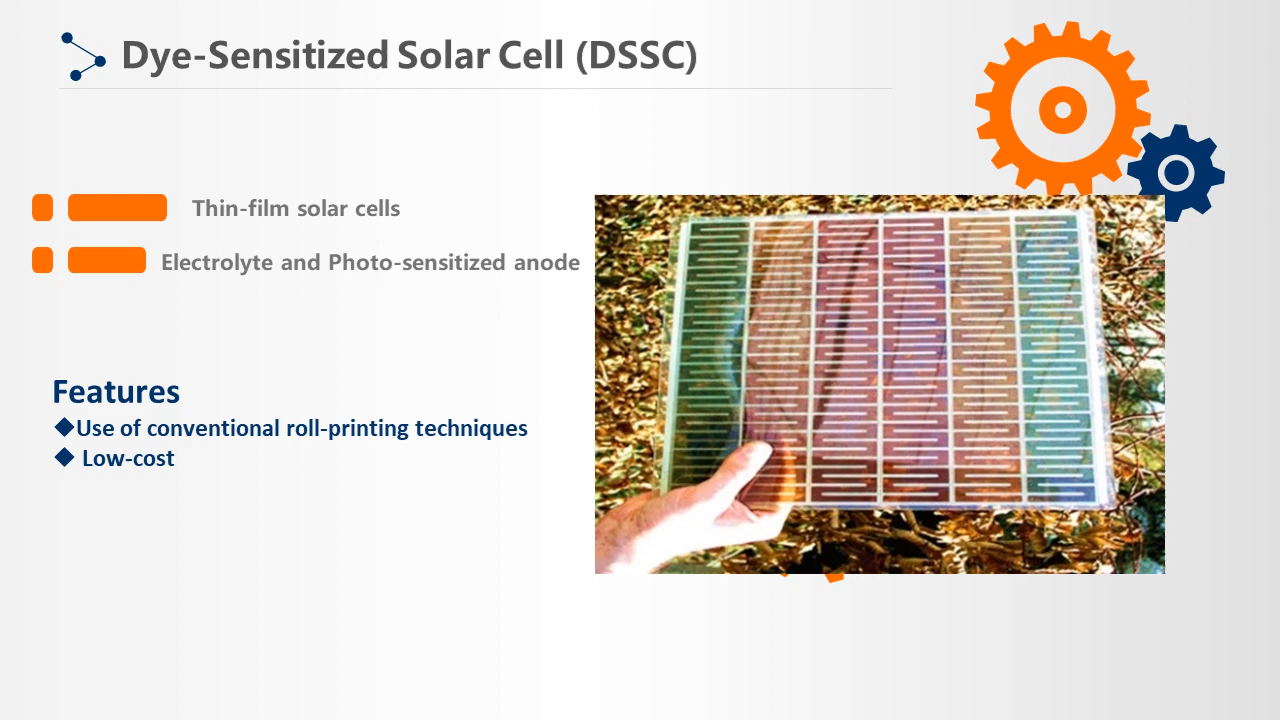 Dye-Sensitized Solar Cell (DSSC)
Thin-film solar cells
Electrolyte and Photo-sensitized anode
Features
◆Use of conventional roll-printing techniques
◆ Low-cost